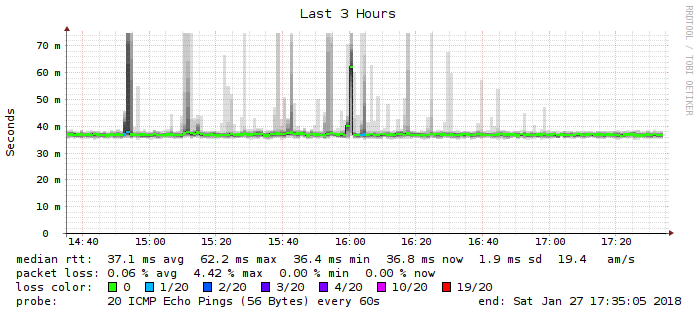 Last 3 Hours
RRDTOOL / TOBI OETIKER
Seconds
70 m
60 m
50 m
40 m
30 m
20 m
10 m
0
14:40 15:00 15:20 15:40 16:00 16:20 16:40 17:00 17:20
median rtt: 37.1 ms avg 62.2 ms max 36.4 ms min 36.8 ms now 1.9 ms sd 19.4 am/s
packet loss: 0.06 % avg 4.42 % max 0.00 % min 0.00 % now
loss color: 0 1/20 2/20 3/20 4/20 10/20 19/20
probe: 20 ICMP Echo Pings (56 Bytes) every 60s end: Sat Jan 27 17:35:05 2018